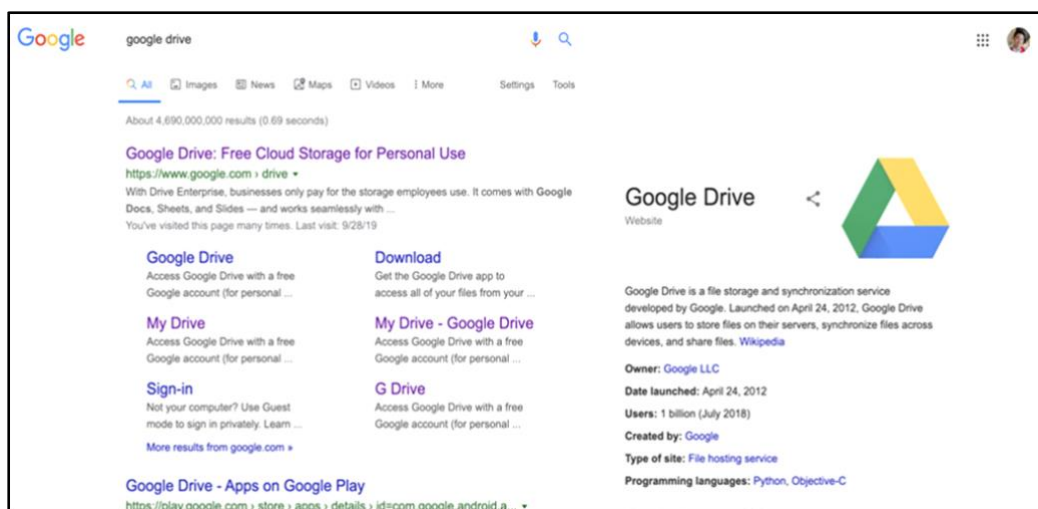 Google
google drive
All Images News Maps Videos More Settings Tools
About 4,690,000,000 results (0.69 seconds)
Google Drive: Free Cloud Storage for Personal Use
https://www.google.com › drive ▾
With Drive Enterprise, businesses only pay for the storage employees use. It comes with Google
Docs, Sheets, and Slides — and works seamlessly with ...
You've visited this page many times. Last visit: 9/28/19
Google Drive
Access Google Drive with a free
Google account (for personal ...
Download
Get the Google Drive app to
access all of your files from your ...
My Drive
Access Google Drive with a free
Google account (for personal ...
My Drive - Google Drive
Access Google Drive with a free
Google account (for personal ...
Sign-in
Not your computer? Use Guest
mode to sign in privately. Learn ...
G Drive
Access Google Drive with a free
Google account (for personal ...
More results from google.com »
Google Drive - Apps on Google Play
https://play.google.com › store › apps › details › id=com.google.android.a... ▾
Google Drive
Website
Google Drive is a file storage and synchronization service
developed by Google. Launched on April 24, 2012, Google Drive
allows users to store files on their servers, synchronize files across
devices, and share files. Wikipedia
Owner: Google LLC
Date launched: April 24, 2012
Users: 1 billion (July 2018)
Created by: Google
Type of site: File hosting service
Programming languages: Python, Objective-C